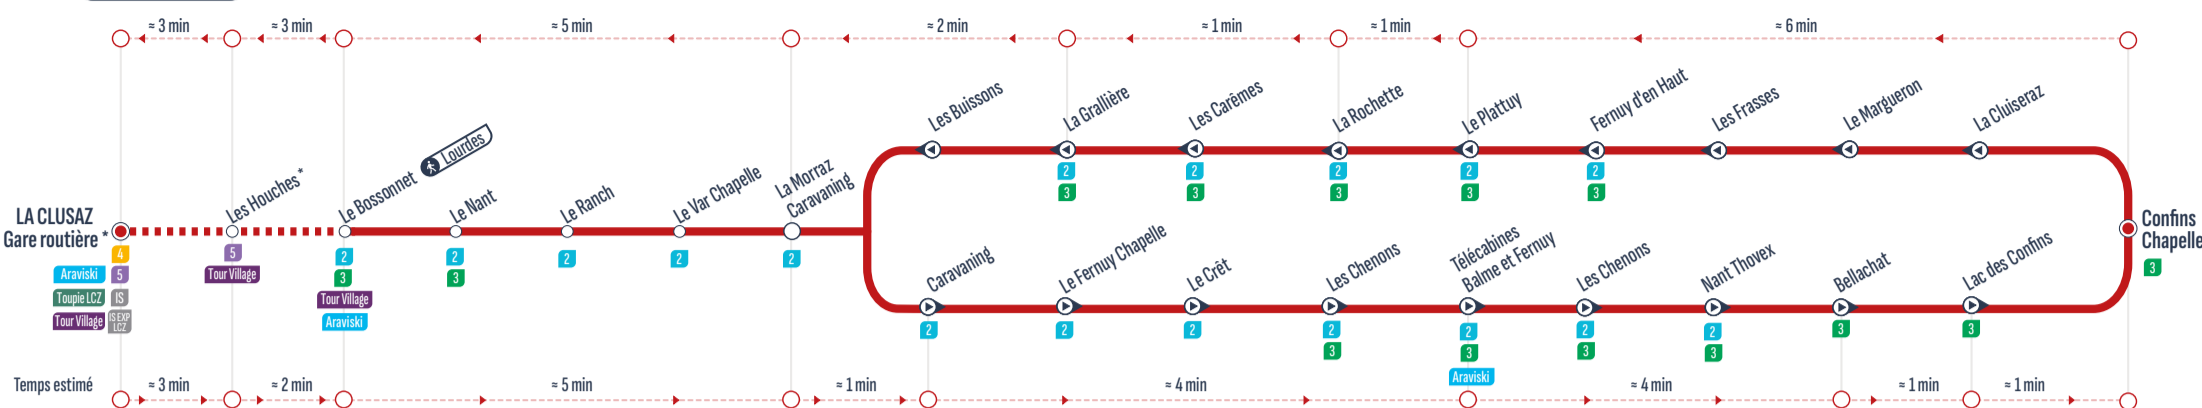 ≈ 3 min
≈ 3 min
≈ 5 min
≈ 2 min
≈ 1 min
≈ 1 min
≈ 6 min
Les Buissons
La Grallière
2
3
Les Carêmes
2
3
La Rochette
2
3
Le Plattuy
2
3
Fernuy d'en Haut
2
3
Les Frasses
Le Margueron
La Cluiseraz
LA CLUSAZ
Gare routière *
4
Araviski
5
Toupie LCZ
IS
Tour Village
IS EXP
LCZ
Les Houches*
5
Tour Village
Le Bossonnet
Lourdes
2
3
Tour Village
Araviski
Le Nant
2
3
Le Ranch
2
Le Var Chapelle
2
La Morraz
Caravaning
2
Confins
Chapelle
3
Caravaning
2
Le Fernuy Chapelle
2
Le Crêt
2
Les Chenons
2
3
Télécabines
Balme et Fernuy
2
3
Araviski
Les Chenons
2
3
Nant Thovex
2
3
Bellachat
3
Lac des Confins
3
Temps estimé
≈ 3 min
≈ 2 min
≈ 5 min
≈ 1 min
≈ 4 min
≈ 4 min
≈ 1 min
≈ 1 min